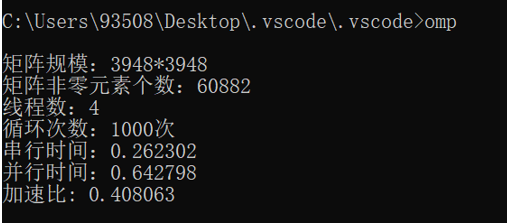 C:\Users\93508\Desktop\.vscode\.vscode>omp
矩阵规模：3948*3948
矩阵非零元素个数：60882
线程数：4
循环次数：1000次
串行时间：0.262302
并行时间：0.642798
加速比: 0.408063